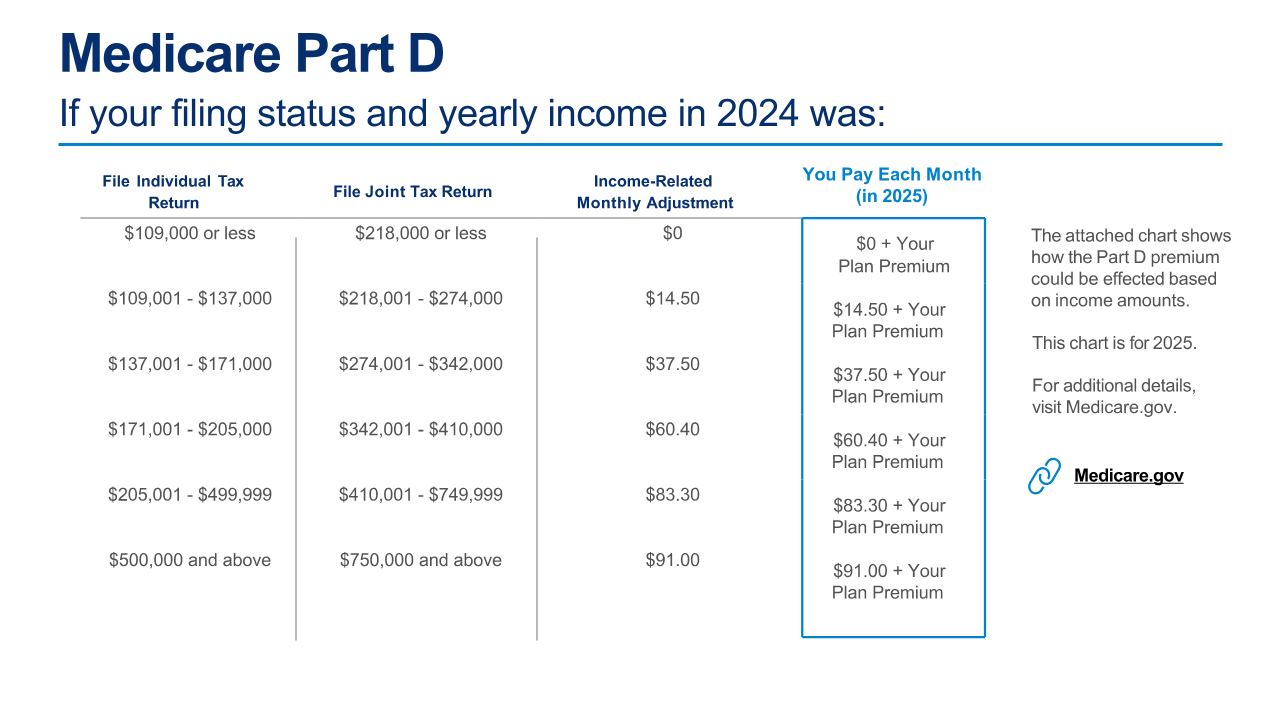 Medicare Part D
If your filing status and yearly income in 2024 was:
File Individual Tax
Return
File Joint Tax Return
Income-Related
Monthly Adjustment
You Pay Each Month
(in 2025)
$109,000 or less
$218,000 or less
$0
$0 + Your
Plan Premium
$109,001 - $137,000
$218,001 - $274,000
$14.50
$14.50 + Your
Plan Premium
$137,001 - $171,000
$274,001 - $342,000
$37.50
$37.50 + Your
Plan Premium
$171,001 - $205,000
$342,001 - $410,000
$60.40
$60.40 + Your
Plan Premium
$205,001 - $499,999
$410,001 - $749,999
$83.30
$83.30 + Your
Plan Premium
$500,000 and above
$750,000 and above
$91.00
$91.00 + Your
Plan Premium
The attached chart shows
how the Part D premium
could be effected based
on income amounts.
This chart is for 2025.
For additional details,
visit Medicare.gov.
Medicare.gov